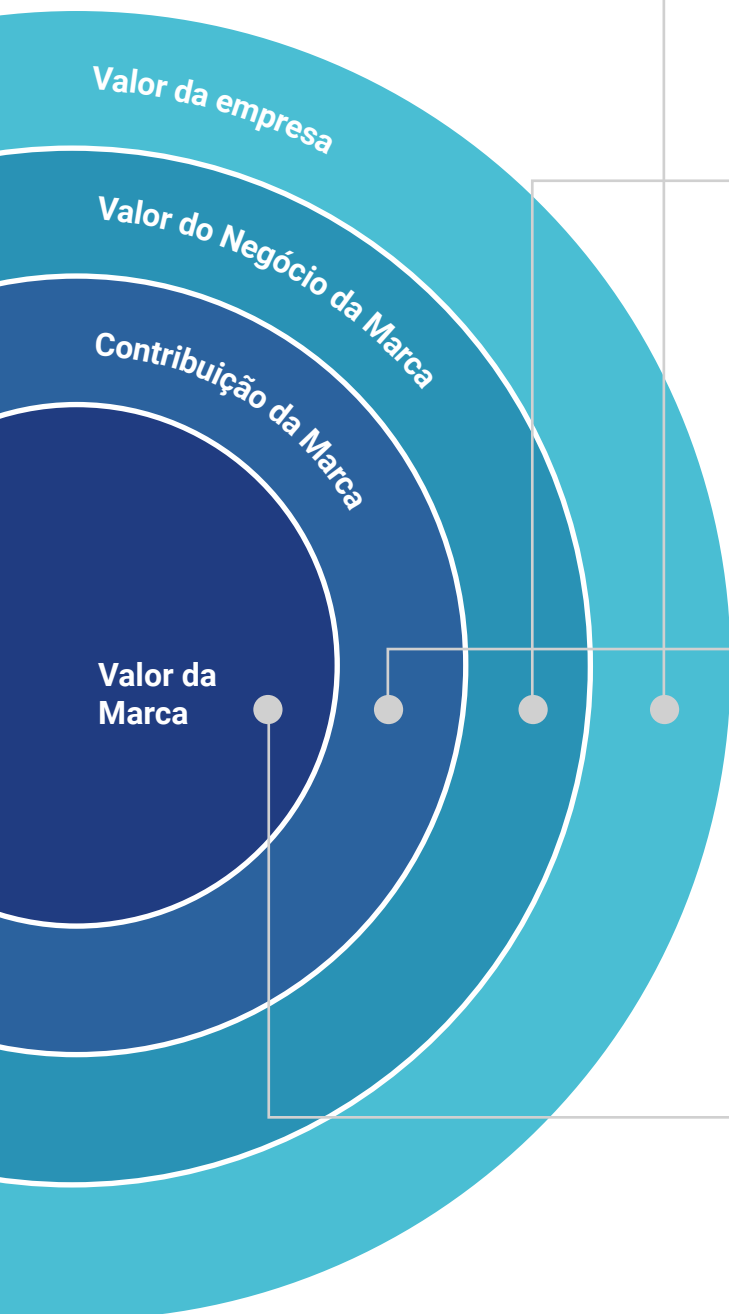 Valor da empresa
Valor do Negócio da Marca
Contribuição da Marca
Valor da
Marca